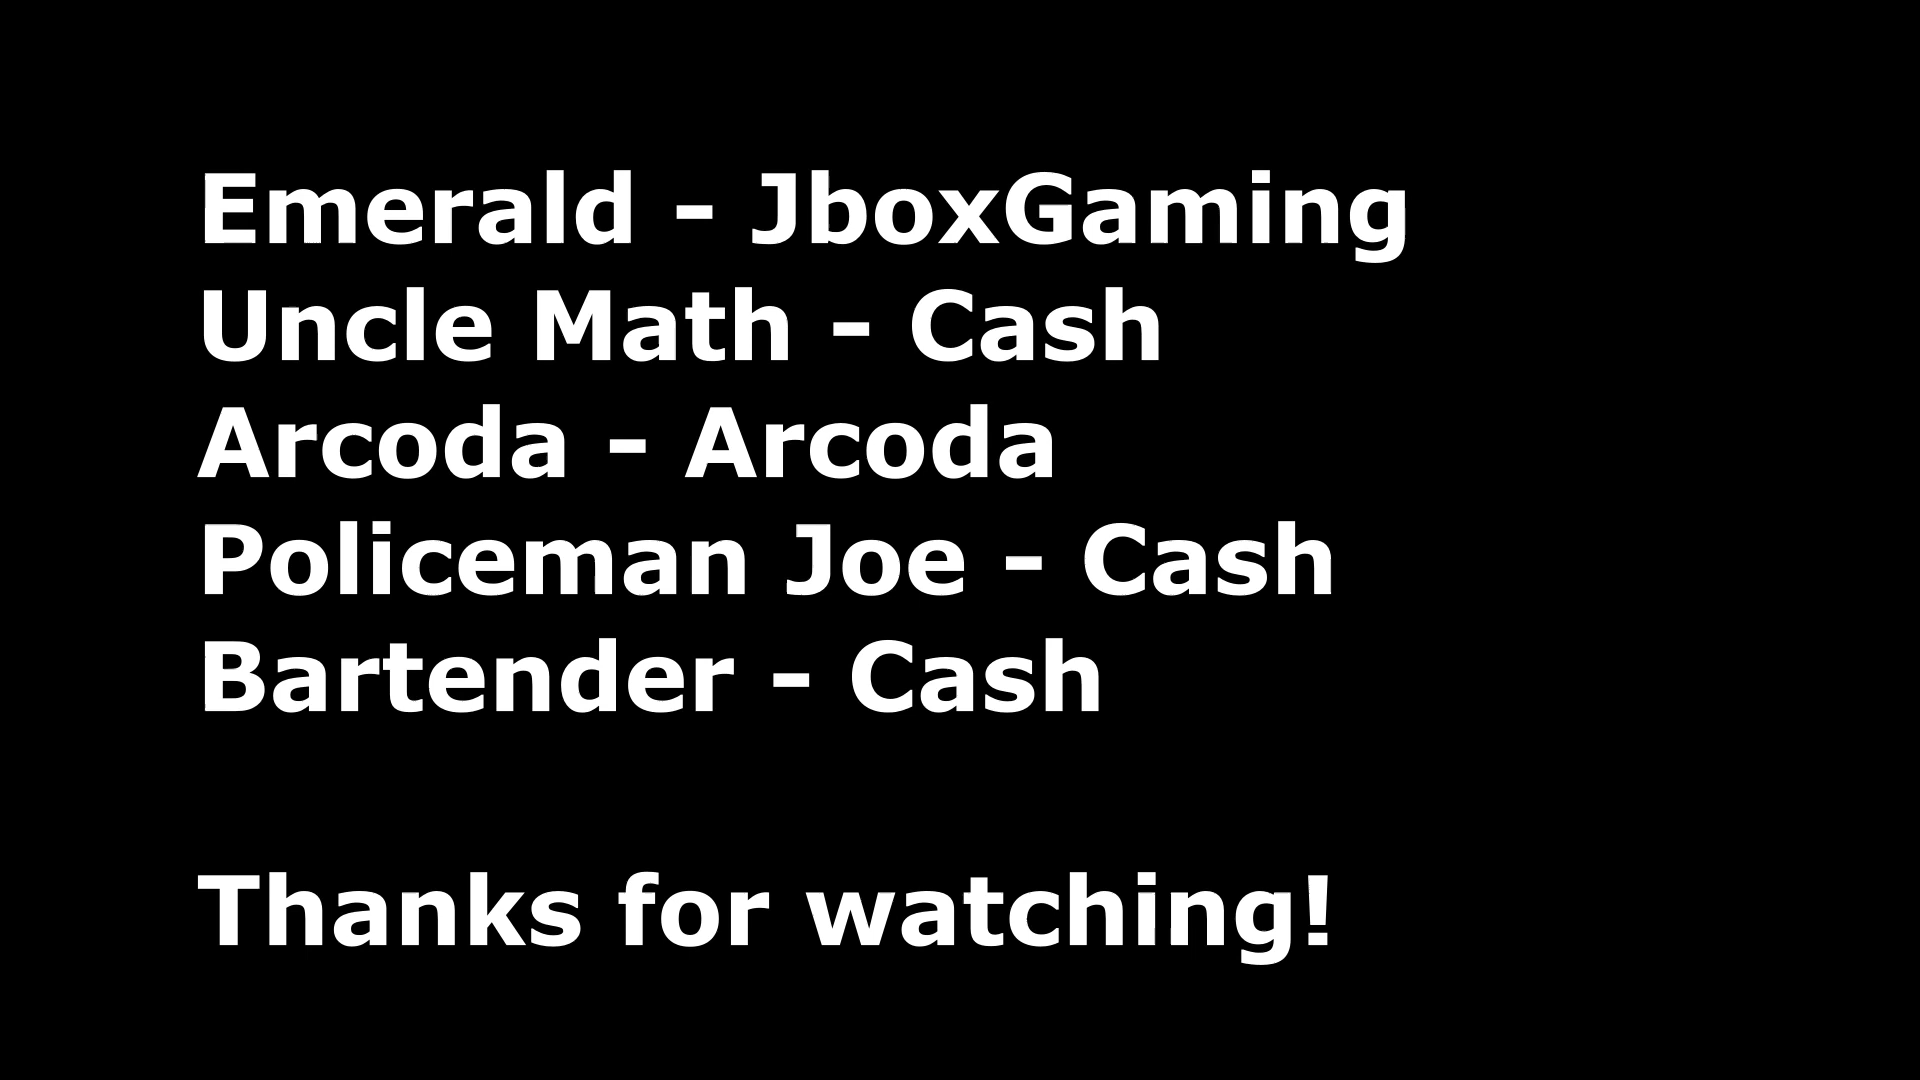 Emerald - JboxGaming
Uncle Math - Cash
Arcoda - Arcoda
Policeman Joe - Cash
Bartender - Cash
Thanks for watching!